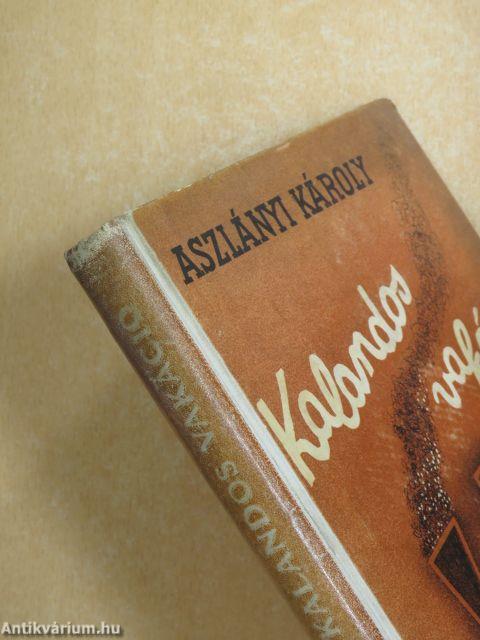 ASZLÁNYI KÁROLY
Kalandos
KALANDOS VAKÁCIÓ
Antikvárium.hu